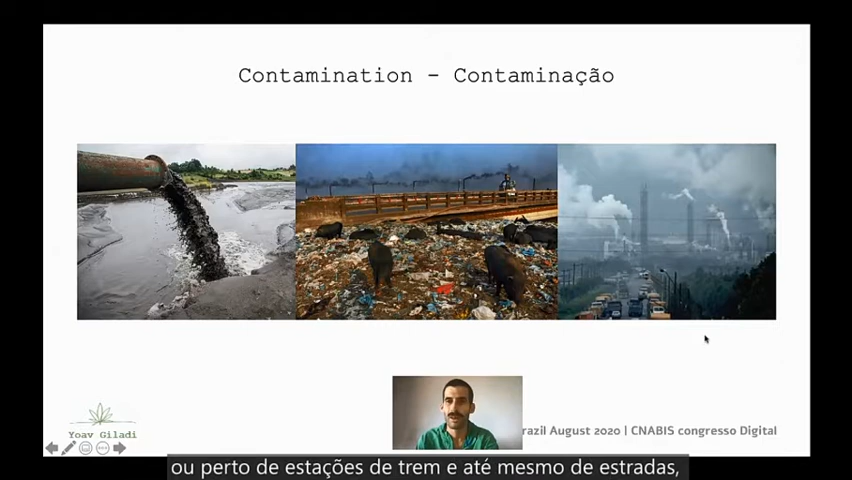 Contamination - Contaminação
Yoav Giladi
razil August 2020 | CNABIS congresso Digital
ou perto de estações de trem e até mesmo de estradas,